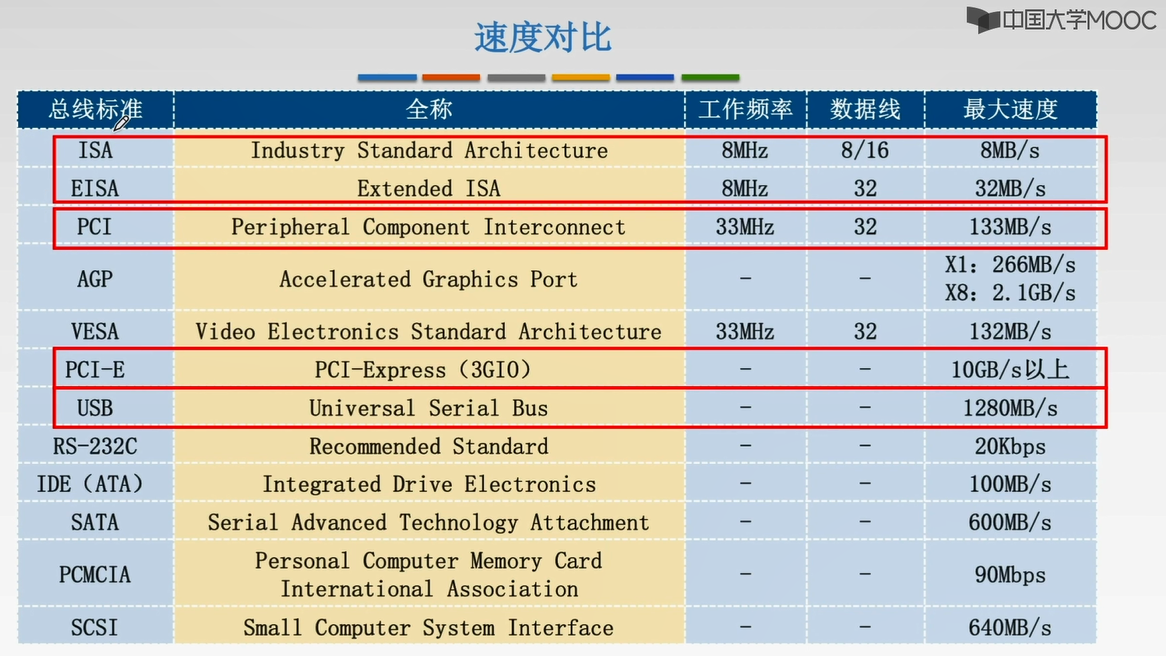 中国大学MOOC
速度对比
总线标准 全称 工作频率 数据线 最大速度
ISA Industry Standard Architecture 8MHz 8/16 8MB/s
EISA Extended ISA 8MHz 32 32MB/s
PCI Peripheral Component Interconnect 33MHz 32 133MB/s
AGP Accelerated Graphics Port - - X1：266MB/s
X8：2.1GB/s
VESA Video Electronics Standard Architecture 33MHz 32 132MB/s
PCI-E PCI-Express（3GIO） - - 10GB/s以上
USB Universal Serial Bus - - 1280MB/s
RS-232C Recommended Standard - - 20Kbps
IDE（ATA） Integrated Drive Electronics - - 100MB/s
SATA Serial Advanced Technology Attachment - - 600MB/s
PCMCIA Personal Computer Memory Card
International Association - - 90Mbps
SCSI Small Computer System Interface - - 640MB/s